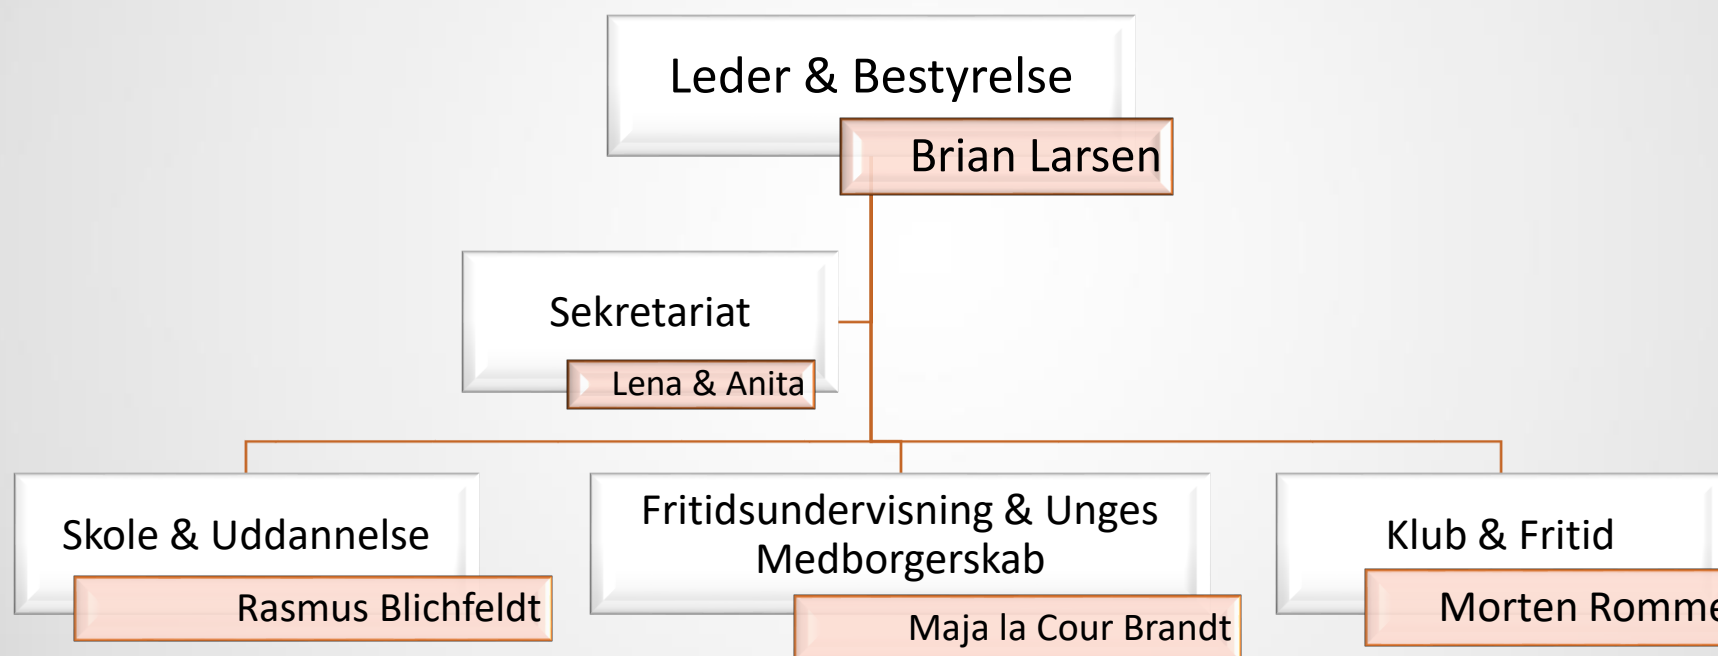 Leder & Bestyrelse
Brian Larsen
Sekretariat
Lena & Anita
Skole & Uddannelse
Rasmus Blichfeldt
Fritidsundervisning & Unges
Medborgerskab
Maja la Cour Brandt
Klub & Fritid
Morten